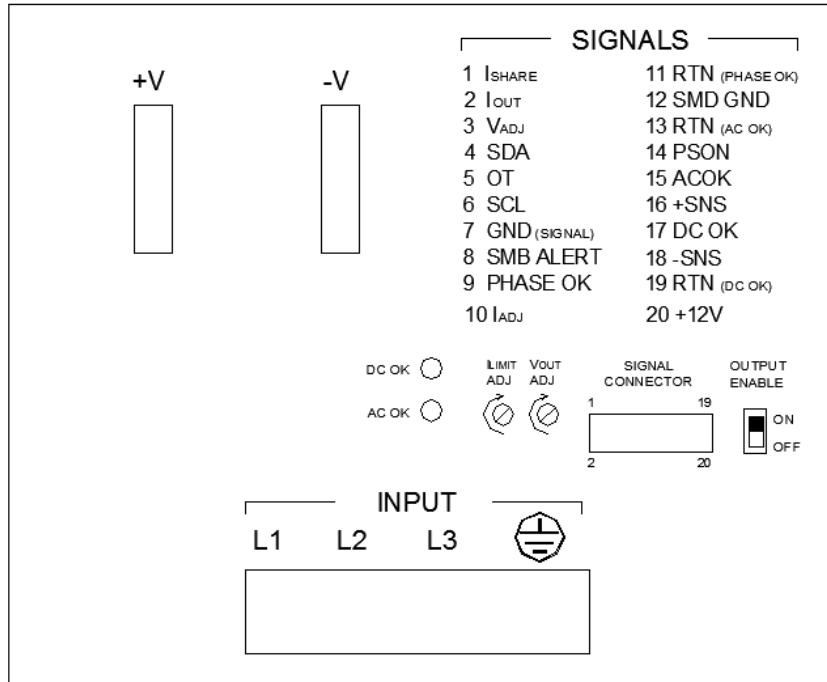 +V
-V
SIGNALS
1 ISHARE
2 IOUT
3 VADJ
4 SDA
5 OT
6 SCL
7 GND (SIGNAL)
8 SMB ALERT
9 PHASE OK
10 IADJ
11 RTN (PHASE OK)
12 SMD GND
13 RTN (AC OK)
14 PSON
15 ACOK
16 +SNS
17 DC OK
18 -SNS
19 RTN (DC OK)
20 +12V
DC OK
AC OK
ILIMIT
ADJ
VOUT
ADJ
SIGNAL
CONNECTOR
1
19
2
20
OUTPUT
ENABLE
ON
OFF
INPUT
L1
L2
L3